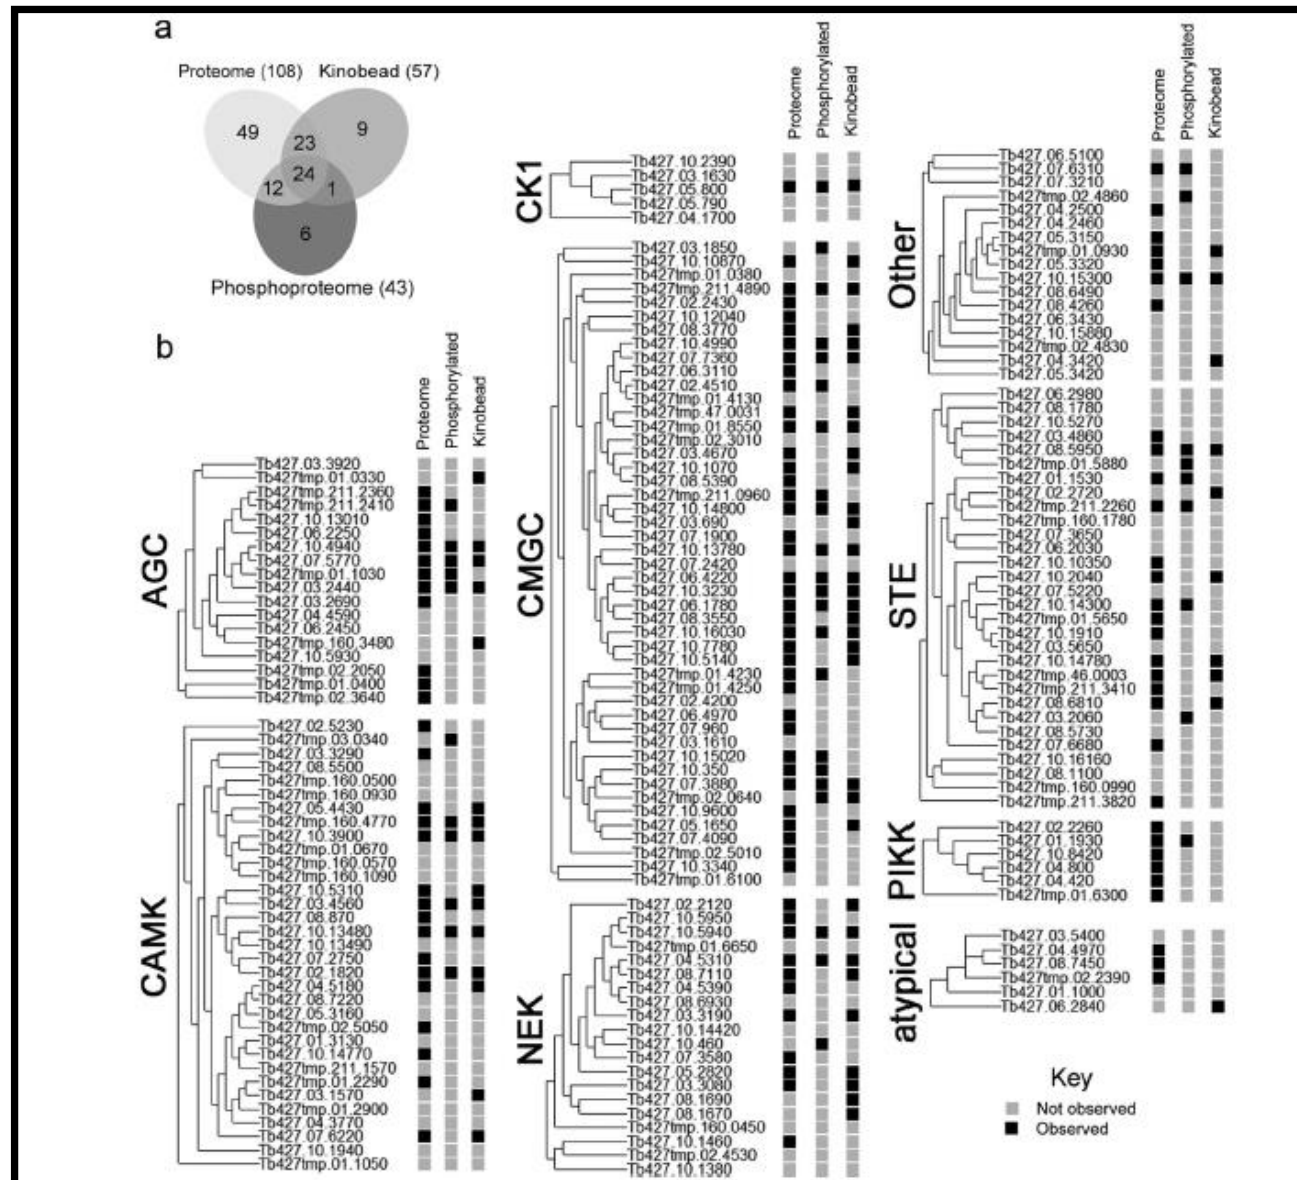 a
Proteome (108) Kinobead (57)
49
23
9
24
12
1
6
Phosphoproteome (43)
b
Proteome
Phosphorylated
Kinobead
AGC
Tb427.03.3920
Tb427tmp.01.0330
Tb427tmp.211.2360
Tb427tmp.211.2410
Tb427.10.13010
Tb427.06.2250
Tb427.10.4940
Tb427.07.5770
Tb427tmp.01.1030
Tb427.03.2440
Tb427.03.2690
Tb427.04.4590
Tb427.06.2450
Tb427tmp.160.3480
Tb427.10.5930
Tb427tmp.02.2050
Tb427tmp.01.0400
Tb427tmp.02.3640
CAMK
Tb427.02.5230
Tb427tmp.03.0340
Tb427.03.3290
Tb427.08.5500
Tb427tmp.160.0500
Tb427tmp.160.0930
Tb427.05.4430
Tb427tmp.160.4770
Tb427.10.3900
Tb427tmp.01.0670
Tb427tmp.160.0570
Tb427tmp.160.1090
Tb427.10.5310
Tb427.03.4560
Tb427.08.870
Tb427.10.13480
Tb427.10.13490
Tb427.07.2750
Tb427.02.1820
Tb427.04.5180
Tb427.08.7220
Tb427.05.3160
Tb427tmp.02.5050
Tb427.01.3130
Tb427.10.14770
Tb427tmp.211.1570
Tb427tmp.01.2290
Tb427.03.1570
Tb427tmp.01.2900
Tb427.04.3770
Tb427.07.6220
Tb427.10.1940
Tb427tmp.01.1050
Proteome
Phosphorylated
Kinobead
CK1
Tb427.10.2390
Tb427.03.1630
Tb427.05.800
Tb427.05.790
Tb427.04.1700
CMGC
Tb427.03.1850
Tb427.10.10870
Tb427tmp.01.0380
Tb427tmp.211.4890
Tb427.02.2430
Tb427.10.12040
Tb427.08.3770
Tb427.10.4990
Tb427.07.7360
Tb427.06.3110
Tb427.02.4510
Tb427tmp.01.4130
Tb427tmp.47.0031
Tb427tmp.01.8550
Tb427tmp.02.3010
Tb427.03.4670
Tb427.10.1070
Tb427.08.5390
Tb427tmp.211.0960
Tb427.10.14800
Tb427.03.690
Tb427.07.1900
Tb427.10.13780
Tb427.07.2420
Tb427.06.4220
Tb427.10.3230
Tb427.06.1780
Tb427.08.3550
Tb427.10.16030
Tb427.10.7780
Tb427.10.5140
Tb427tmp.01.4230
Tb427tmp.01.4250
Tb427.02.4200
Tb427.06.4970
Tb427.07.960
Tb427.03.1610
Tb427.10.15020
Tb427.10.350
Tb427.07.3880
Tb427tmp.02.0640
Tb427.10.9600
Tb427.05.1650
Tb427.07.4090
Tb427tmp.02.5010
Tb427.10.3340
Tb427tmp.01.6100
NEK
Tb427.02.2120
Tb427.10.5950
Tb427.10.5940
Tb427tmp.01.6650
Tb427.04.5310
Tb427.08.7110
Tb427.04.5390
Tb427.08.6930
Tb427.03.3190
Tb427.10.14420
Tb427.10.460
Tb427.07.3580
Tb427.05.2820
Tb427.03.3080
Tb427.08.1690
Tb427.08.1670
Tb427tmp.160.0450
Tb427.10.1460
Tb427tmp.02.4530
Tb427.10.1380
Proteome
Phosphorylated
Kinobead
Other
Tb427.06.5100
Tb427.07.6310
Tb427.07.3210
Tb427tmp.02.4860
Tb427.04.2500
Tb427.04.2460
Tb427.05.3150
Tb427tmp.01.0930
Tb427.05.3320
Tb427.10.15300
Tb427.08.6490
Tb427.08.4260
Tb427.06.3430
Tb427.10.15880
Tb427tmp.02.4830
Tb427.04.3420
Tb427.05.3420
STE
Tb427.06.2980
Tb427.08.1780
Tb427.10.5270
Tb427.03.4860
Tb427.08.5950
Tb427tmp.01.5880
Tb427.01.1530
Tb427.02.2720
Tb427tmp.211.2260
Tb427tmp.160.1780
Tb427.07.3650
Tb427.06.2030
Tb427.10.10350
Tb427.10.2040
Tb427.07.5220
Tb427.10.14300
Tb427tmp.01.5650
Tb427.10.1910
Tb427.03.5650
Tb427.10.14780
Tb427tmp.46.0003
Tb427tmp.211.3410
Tb427.08.6810
Tb427.03.2060
Tb427.08.5730
Tb427.07.6680
Tb427.10.16160
Tb427.08.1100
Tb427tmp.160.0990
Tb427tmp.211.3820
PIKK
Tb427.02.2260
Tb427.01.1930
Tb427.10.8420
Tb427.04.800
Tb427.04.420
Tb427tmp.01.6300
atypical
Tb427.03.5400
Tb427.04.4970
Tb427.08.7450
Tb427tmp.02.2390
Tb427.01.1000
Tb427.06.2840
Key
Not observed
Observed